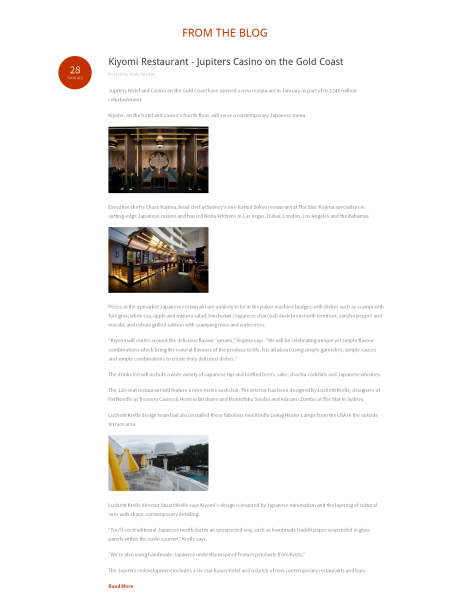 FROM THE BLOG
28
Kiyomi Restaurant - Jupiters Casino on the Gold Coast
Posted by
Jupiters Hotel and Casino on the Gold Coast have opened a new restaurant in January as part of its $345 million
refurbishment.
Kiyomi, on the hotel and casino's fourth floor, will serve a contemporary Japanese menu.
Executive chef is Chase Kojima, head chef at Sydney's one-hatted Sokyo restaurant at The Star. Kojima specialises in
cutting-edge Japanese cuisine and has led Nobu kitchens in Las Vegas, Dubai, London, Los Angeles and the Bahamas.
Prices at the upmarket Japanese restaurant are unlikely to be in the poker machine budget, with dishes such as scampi with
foie gras, white soy, apple and mizuna salad; binchotan (Japanese charcoal) duck breast with beetroot, sansho pepper and
wasabi; and robata grilled salmon with asparagus and watercress.
"Kiyomi will centre around the delicious flavour 'umami'," Kojima says. "We will be celebrating unique yet simple flavour
combinations which bring the natural flavours of the produce to life. It is all about using simple garnishes, simple sauces
and simple combinations to create truly delicious dishes."
The drinks list will include a wide variety of Japanese tap and bottled beers, sake, shochu cocktails and Japanese whiskies.
The 120-seat restaurant will feature a nine-metre sushi bar. The interior has been designed by Luchetti Krelle, designers of
Fat Noodle at Treasury Casino & Hotel in Brisbane and Momofuku Seiobo and Adriano Zumbo at The Star in Sydney.
Luchetti Krelle design team had also installed these fabulous new Kindle Living Heater Lamps from the USA in the outside
terrace area
Luchetti Krelle director Stuart Krelle says Kiyomi's design is inspired by Japanese minimalism and the layering of cultural
cues with sharp, contemporary detailing.
"You'll see traditional Japanese motifs but in an unexpected way, such as handmade kozo paper suspended in glass
panels within the sushi counter," Krelle says.
"We're also using handmade Japanese umbrella-inspired feature pendants from Kyoto."
The Jupiters redevelopment includes a six-star luxury hotel and a clutch of new contemporary restaurants and bars.
Read More